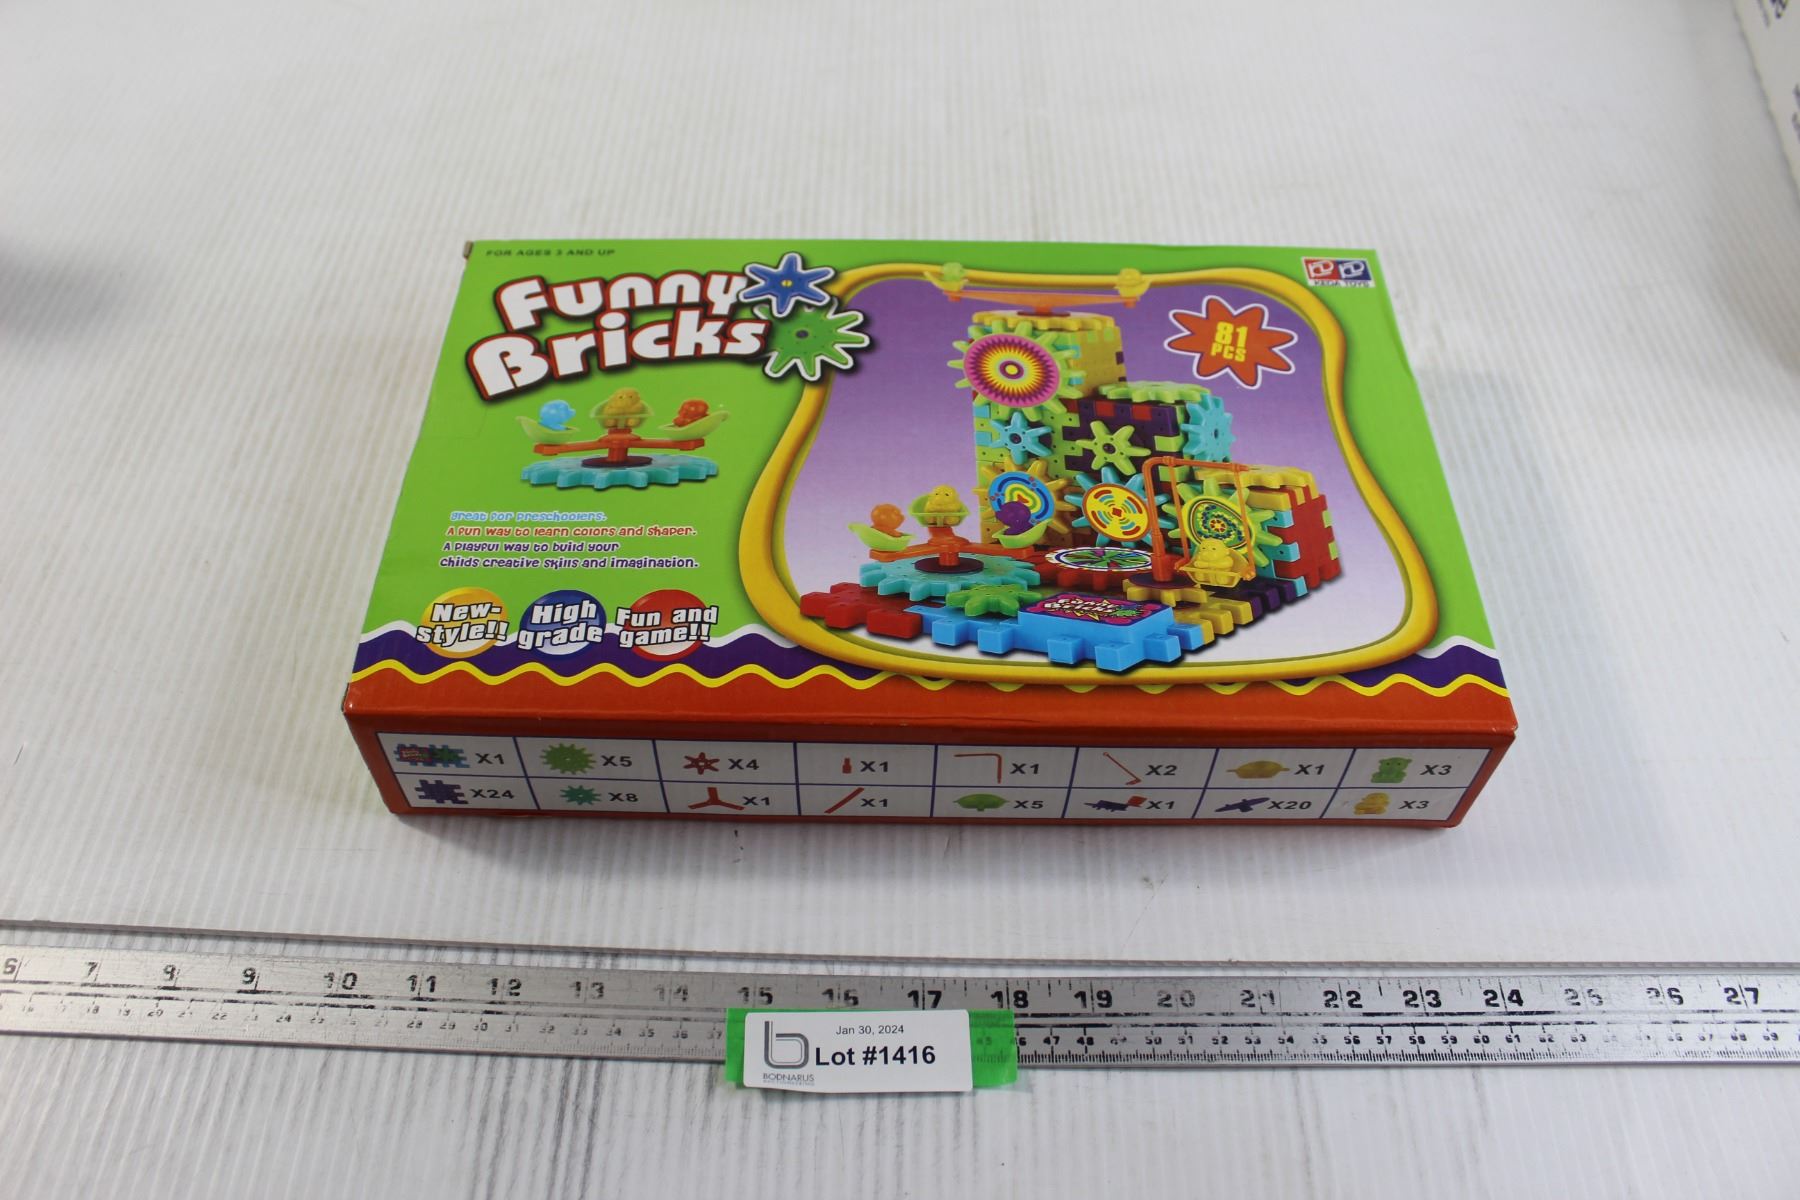 FOR AGES 3 AND UP
Funny
Bricks
81
PCS
great for preschoolers.
A fun way to learn colors and shaper.
A playful way to build your
childs creative skills and imagination.
New-
style!!
High
grade
Fun and
game!!
Funny
Bricks
X1 X5 X4 X1 X1 X2 X1 X3
X24 X8 X1 X1 X5 X1 X20 X3
6 7 8 9 10 11 12 13 14 15 16 17 18 19 20 21 22 23 24 25 26 27
Jan 30, 2024
Lot #1416
BODNARUS